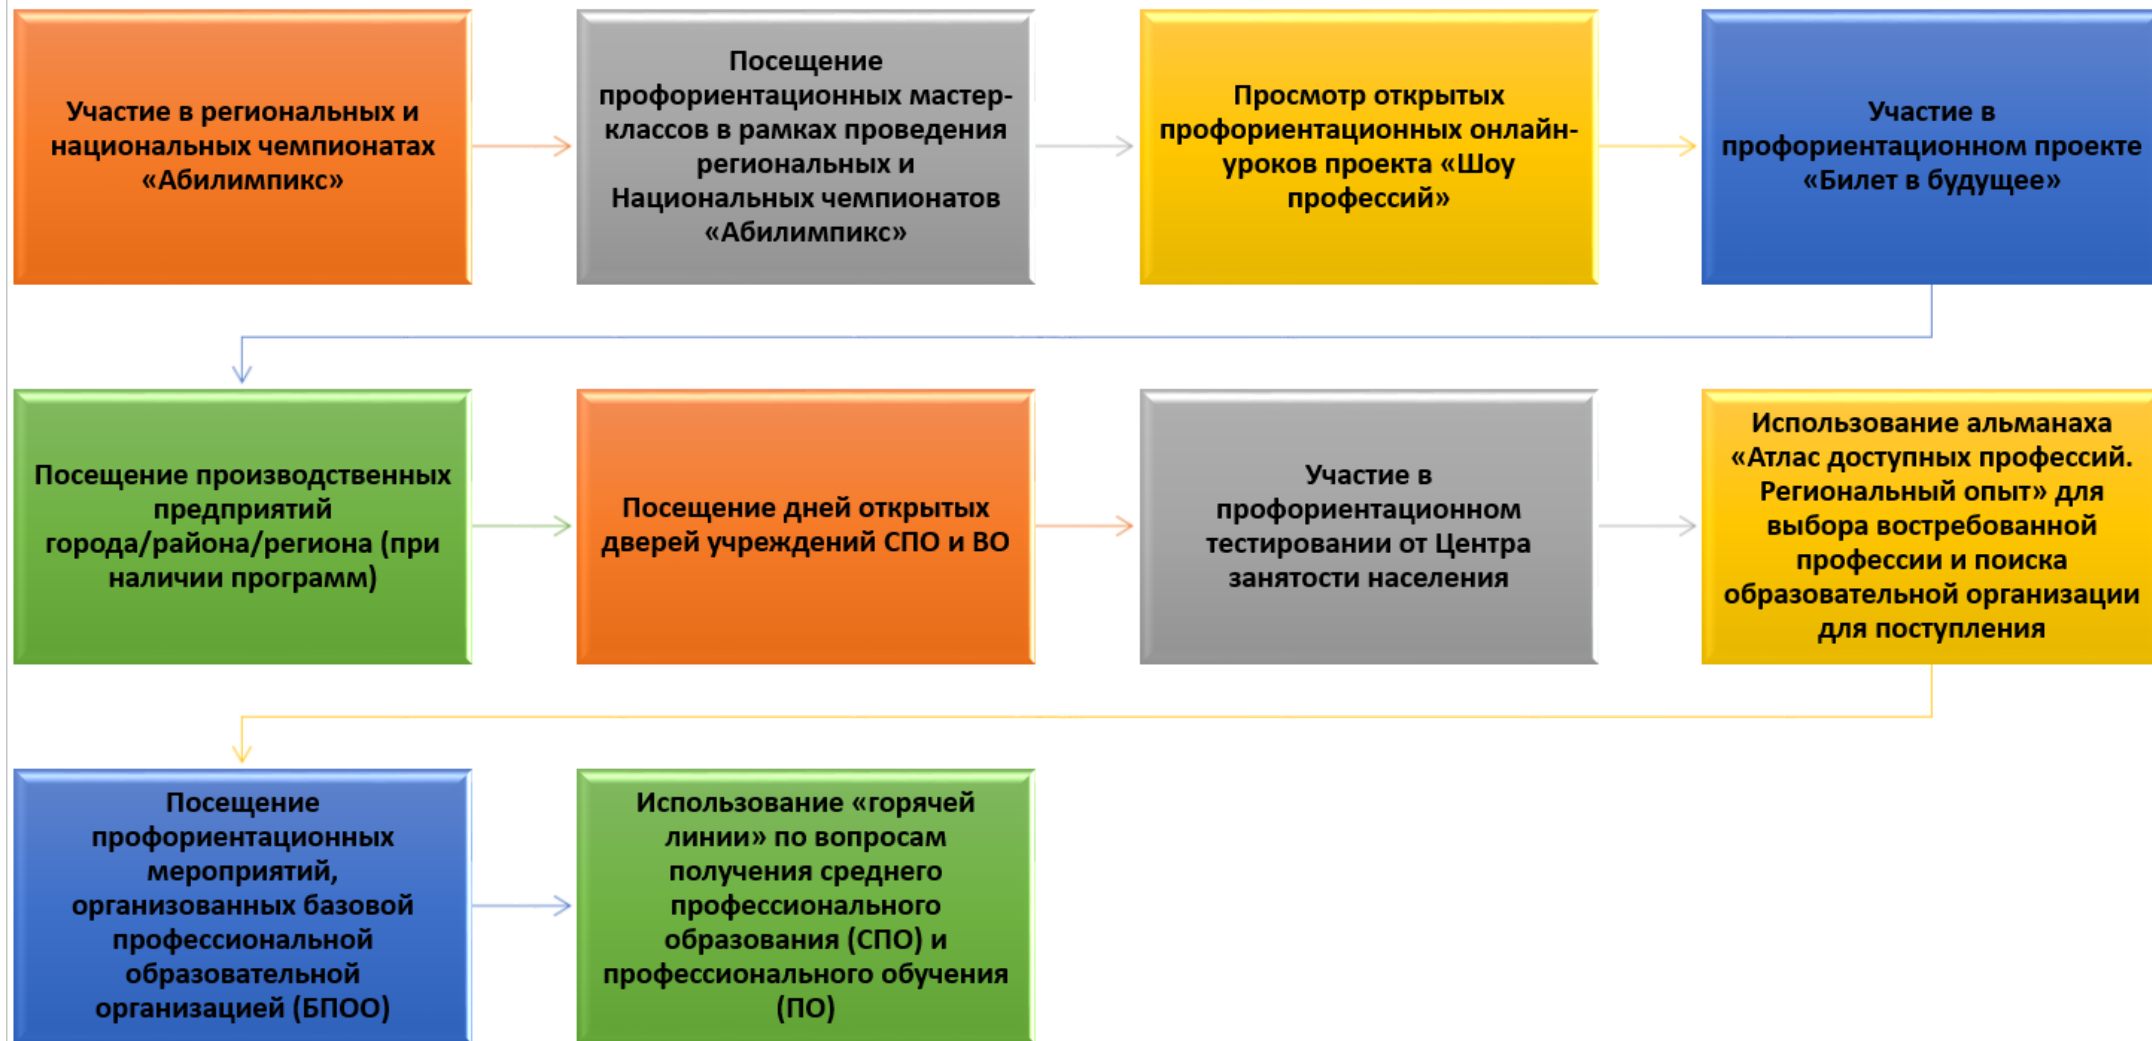 Участие в региональных и
национальных чемпионатах
«Абилимпикс»
Посещение
профориентационных мастер-
классов в рамках проведения
региональных и
Национальных чемпионатов
«Абилимпикс»
Просмотр открытых
профориентационных онлайн-
уроков проекта «Шоу
профессий»
Участие в
профориентационном проекте
«Билет в будущее»
Посещение производственных
предприятий
города/района/региона (при
наличии программ)
Посещение дней открытых
дверей учреждений СПО и ВО
Участие в
профориентационном
тестировании от Центра
занятости населения
Использование альманаха
«Атлас доступных профессий.
Региональный опыт» для
выбора востребованной
профессии и поиска
образовательной организации
для поступления
Посещение
профориентационных
мероприятий,
организованных базовой
профессиональной
образовательной
организацией (БПОО)
Использование «горячей
линии» по вопросам
получения среднего
профессионального
образования (СПО) и
профессионального обучения
(ПО)